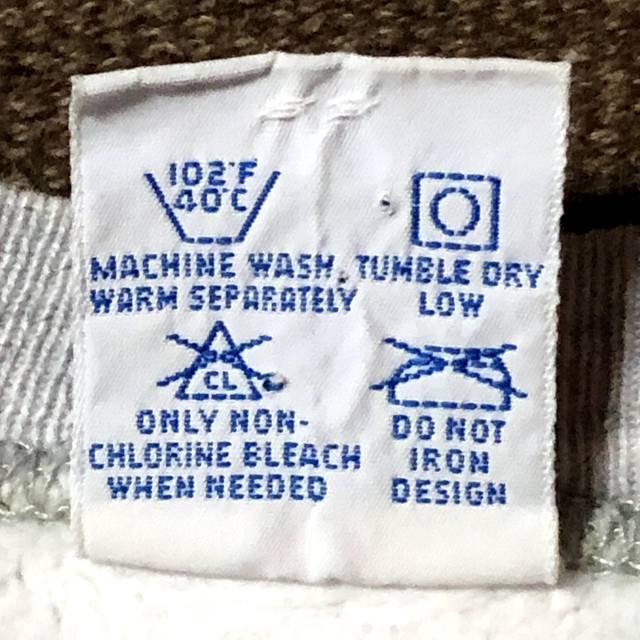 102°F
40°C
MACHINE WASH
WARM SEPARATELY
TUMBLE DRY
LOW
CL
ONLY NON-
CHLORINE BLEACH
WHEN NEEDED
DO NOT
IRON
DESIGN